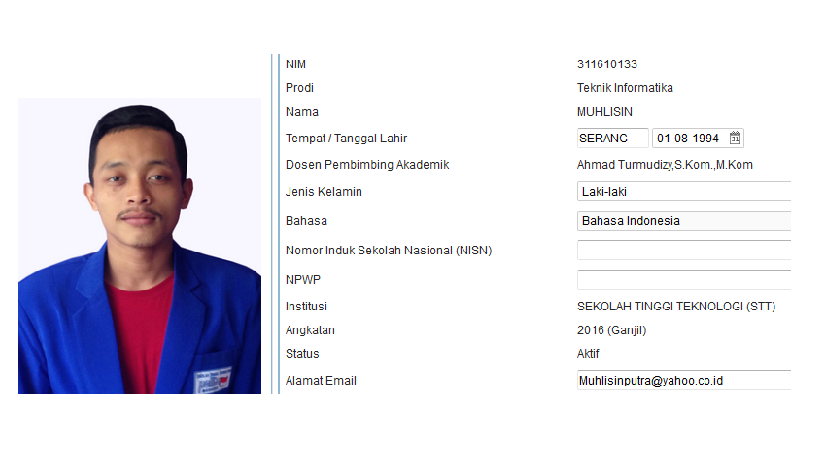 NIM 311610133
Prodi Teknik Informatika
Nama MUHLISIN
Tempat / Tanggal Lahir SERANG 01 08 1994 31
Dosen Pembimbing Akademik Ahmad Turmudizy,S.Kom.,M.Kom
Jenis Kelamin Laki-laki
Bahasa Bahasa Indonesia
Nomor Induk Sekolah Nasional (NISN)
NPWP
Institusi SEKOLAH TINGGI TEKNOLOGI (STT)
Angkatan 2016 (Ganjil)
Status Aktif
Alamat Email Muhlisinputra@yahoo.co.id